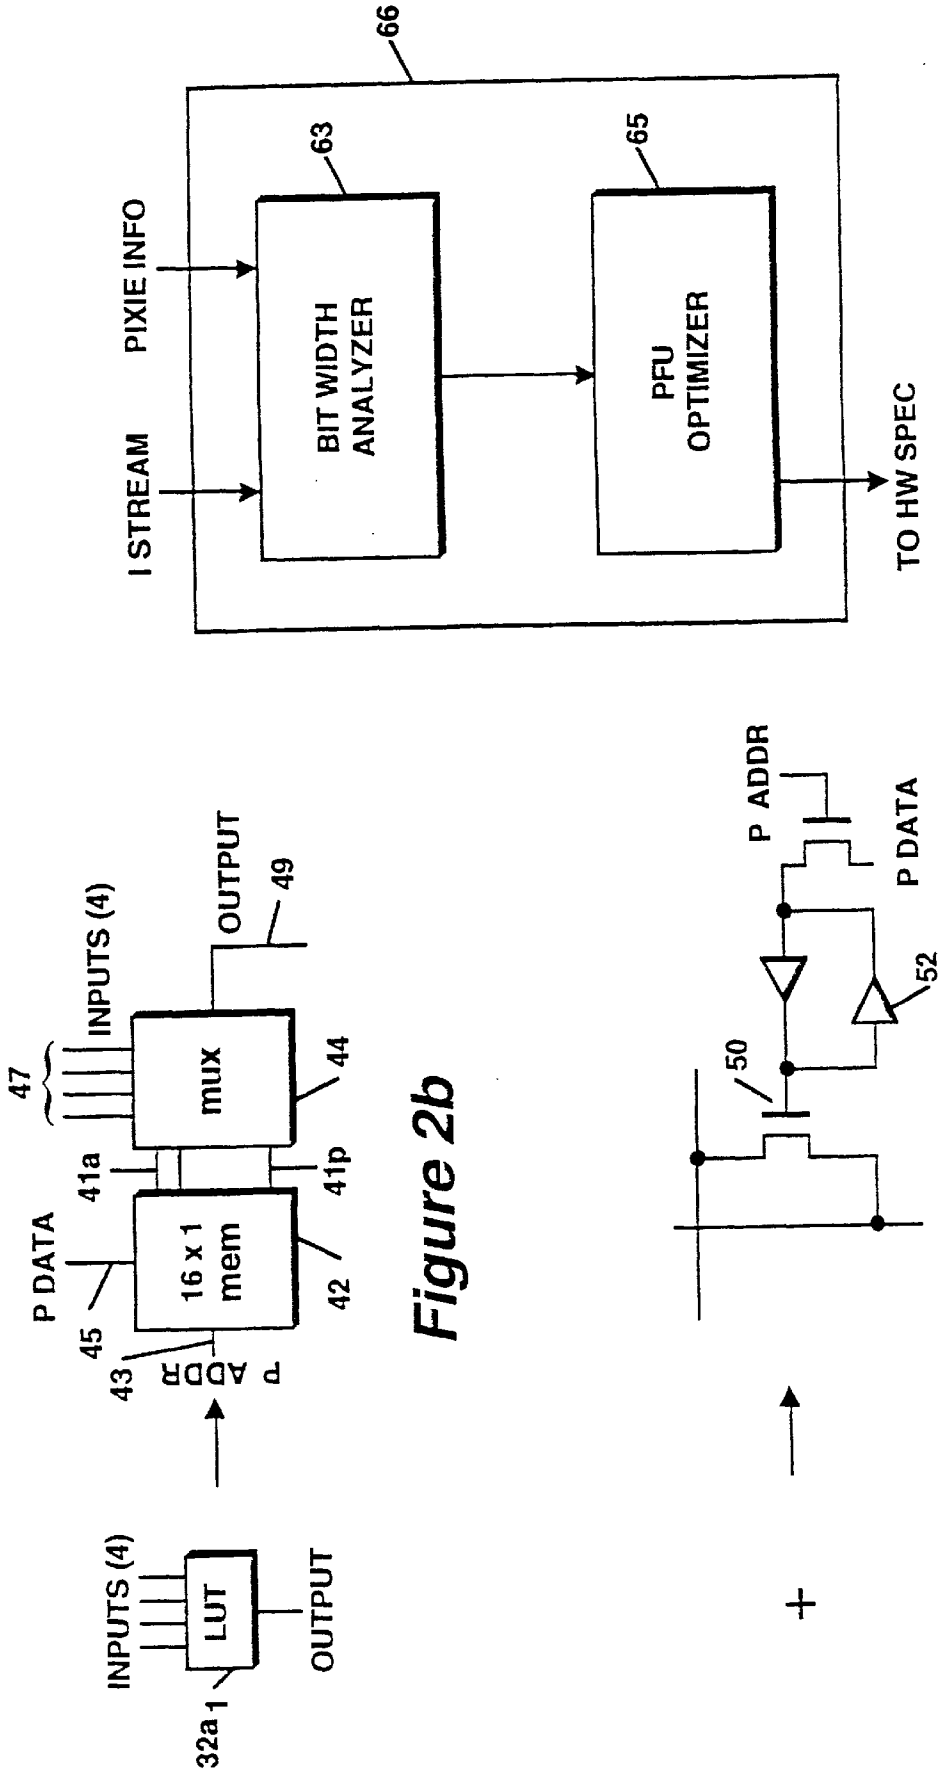 INPUTS (4)
LUT
32a1
OUTPUT
P DATA
45
43
P ADDR
16 x 1
mem
42
41a
41p
47
INPUTS (4)
mux
44
OUTPUT
49
Figure 2b
+
50
52
P ADDR
P DATA
I STREAM
PIXIE INFO
BIT WIDTH
ANALYZER
63
PFU
OPTIMIZER
65
66
TO HW SPEC